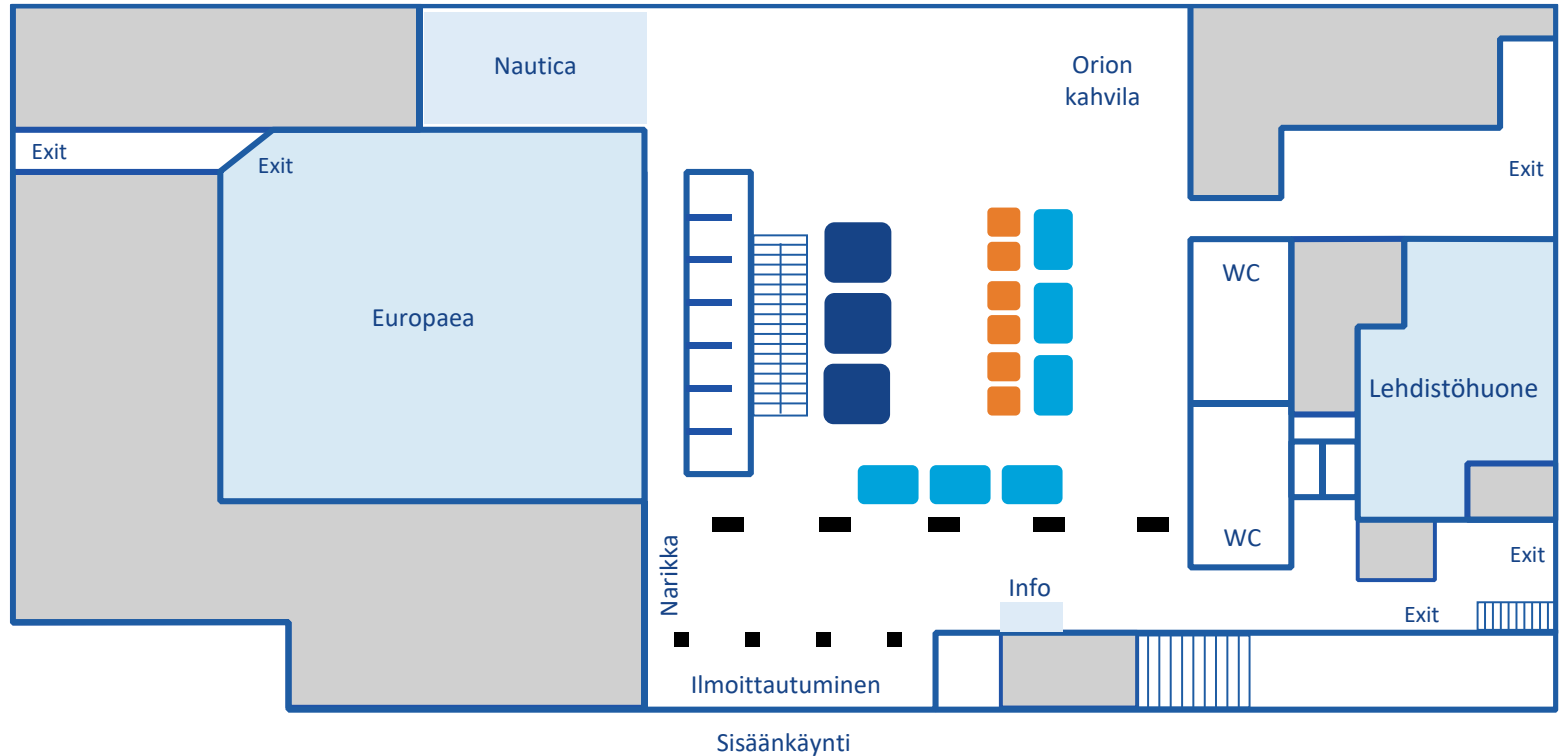 Nautica
Orion
kahvila
Exit
Exit
Exit
WC
Europaea
Lehdistöhuone
WC
Exit
Narikka
Info
Exit
Ilmoittautuminen
Sisäänkäynti